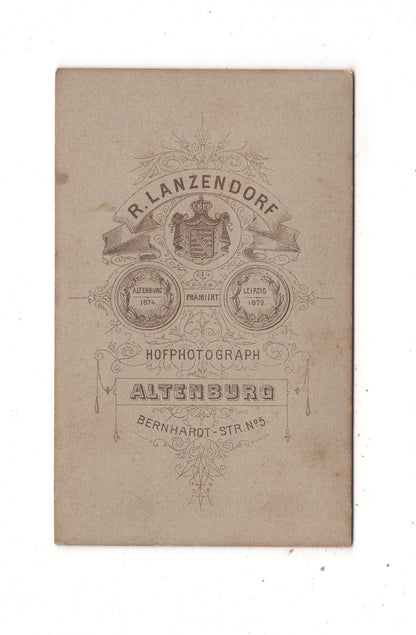 R. LANZENDORF
ALTENBURG
1874
PRÄMIIRT
LEIPZIG
1879.
HOFPHOTOGRAPH
ALTENBURG
BERNHARDT-STR. No 5.